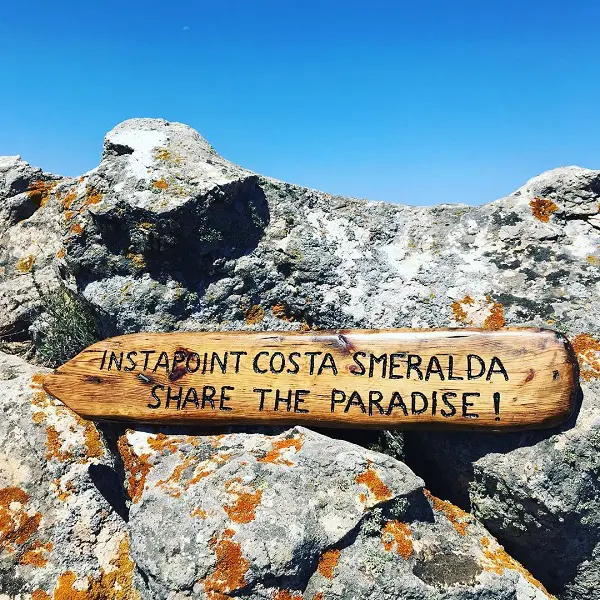 INSTAPOINT COSTA SMERALDA
SHARE THE PARADISE!